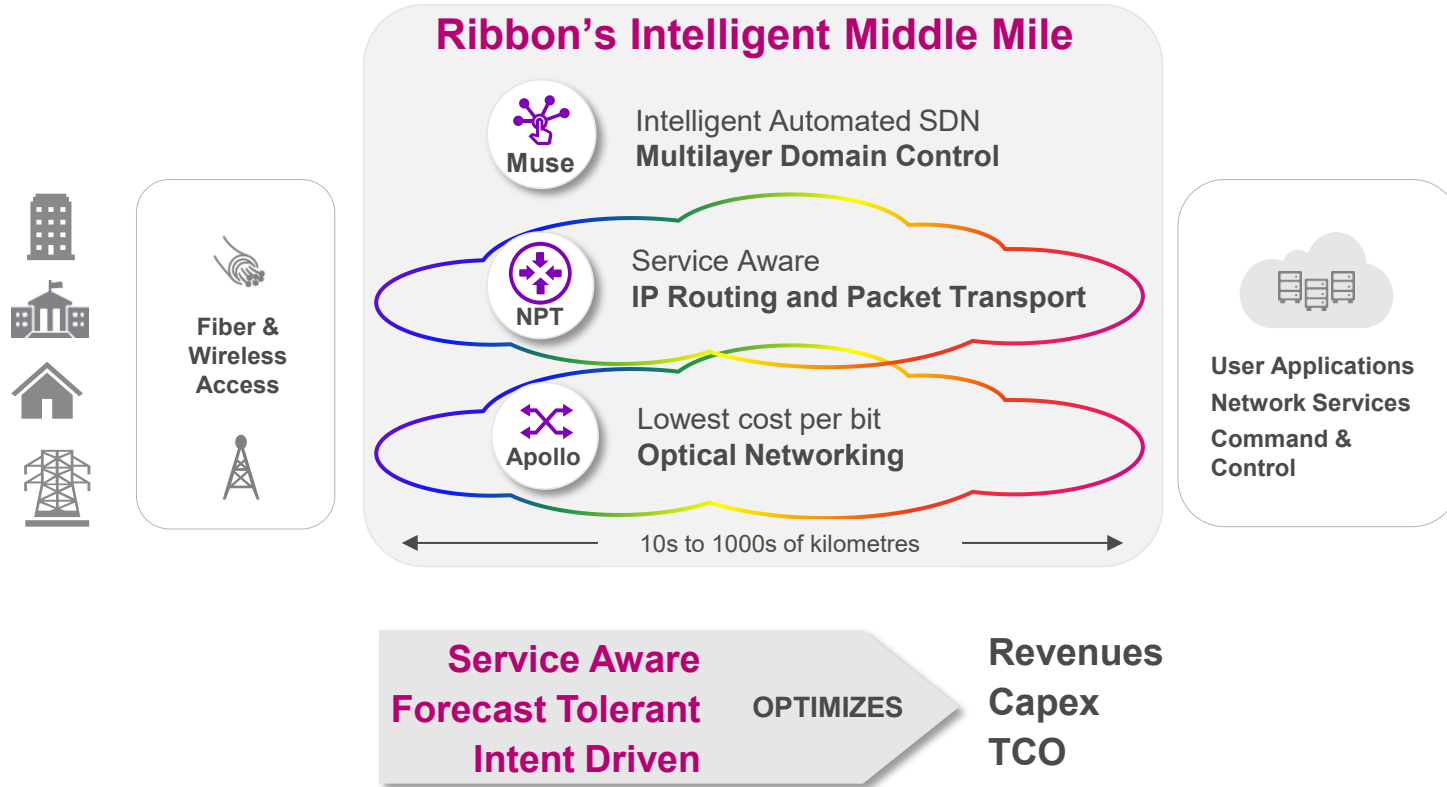 Ribbon's Intelligent Middle Mile
Muse
Intelligent Automated SDN
Multilayer Domain Control
Fiber &
Wireless
Access
NPT
Service Aware
IP Routing and Packet Transport
Apollo
Lowest cost per bit
Optical Networking
10s to 1000s of kilometres
User Applications
Network Services
Command &
Control
Service Aware
Forecast Tolerant
Intent Driven
OPTIMIZES
Revenues
Capex
TCO